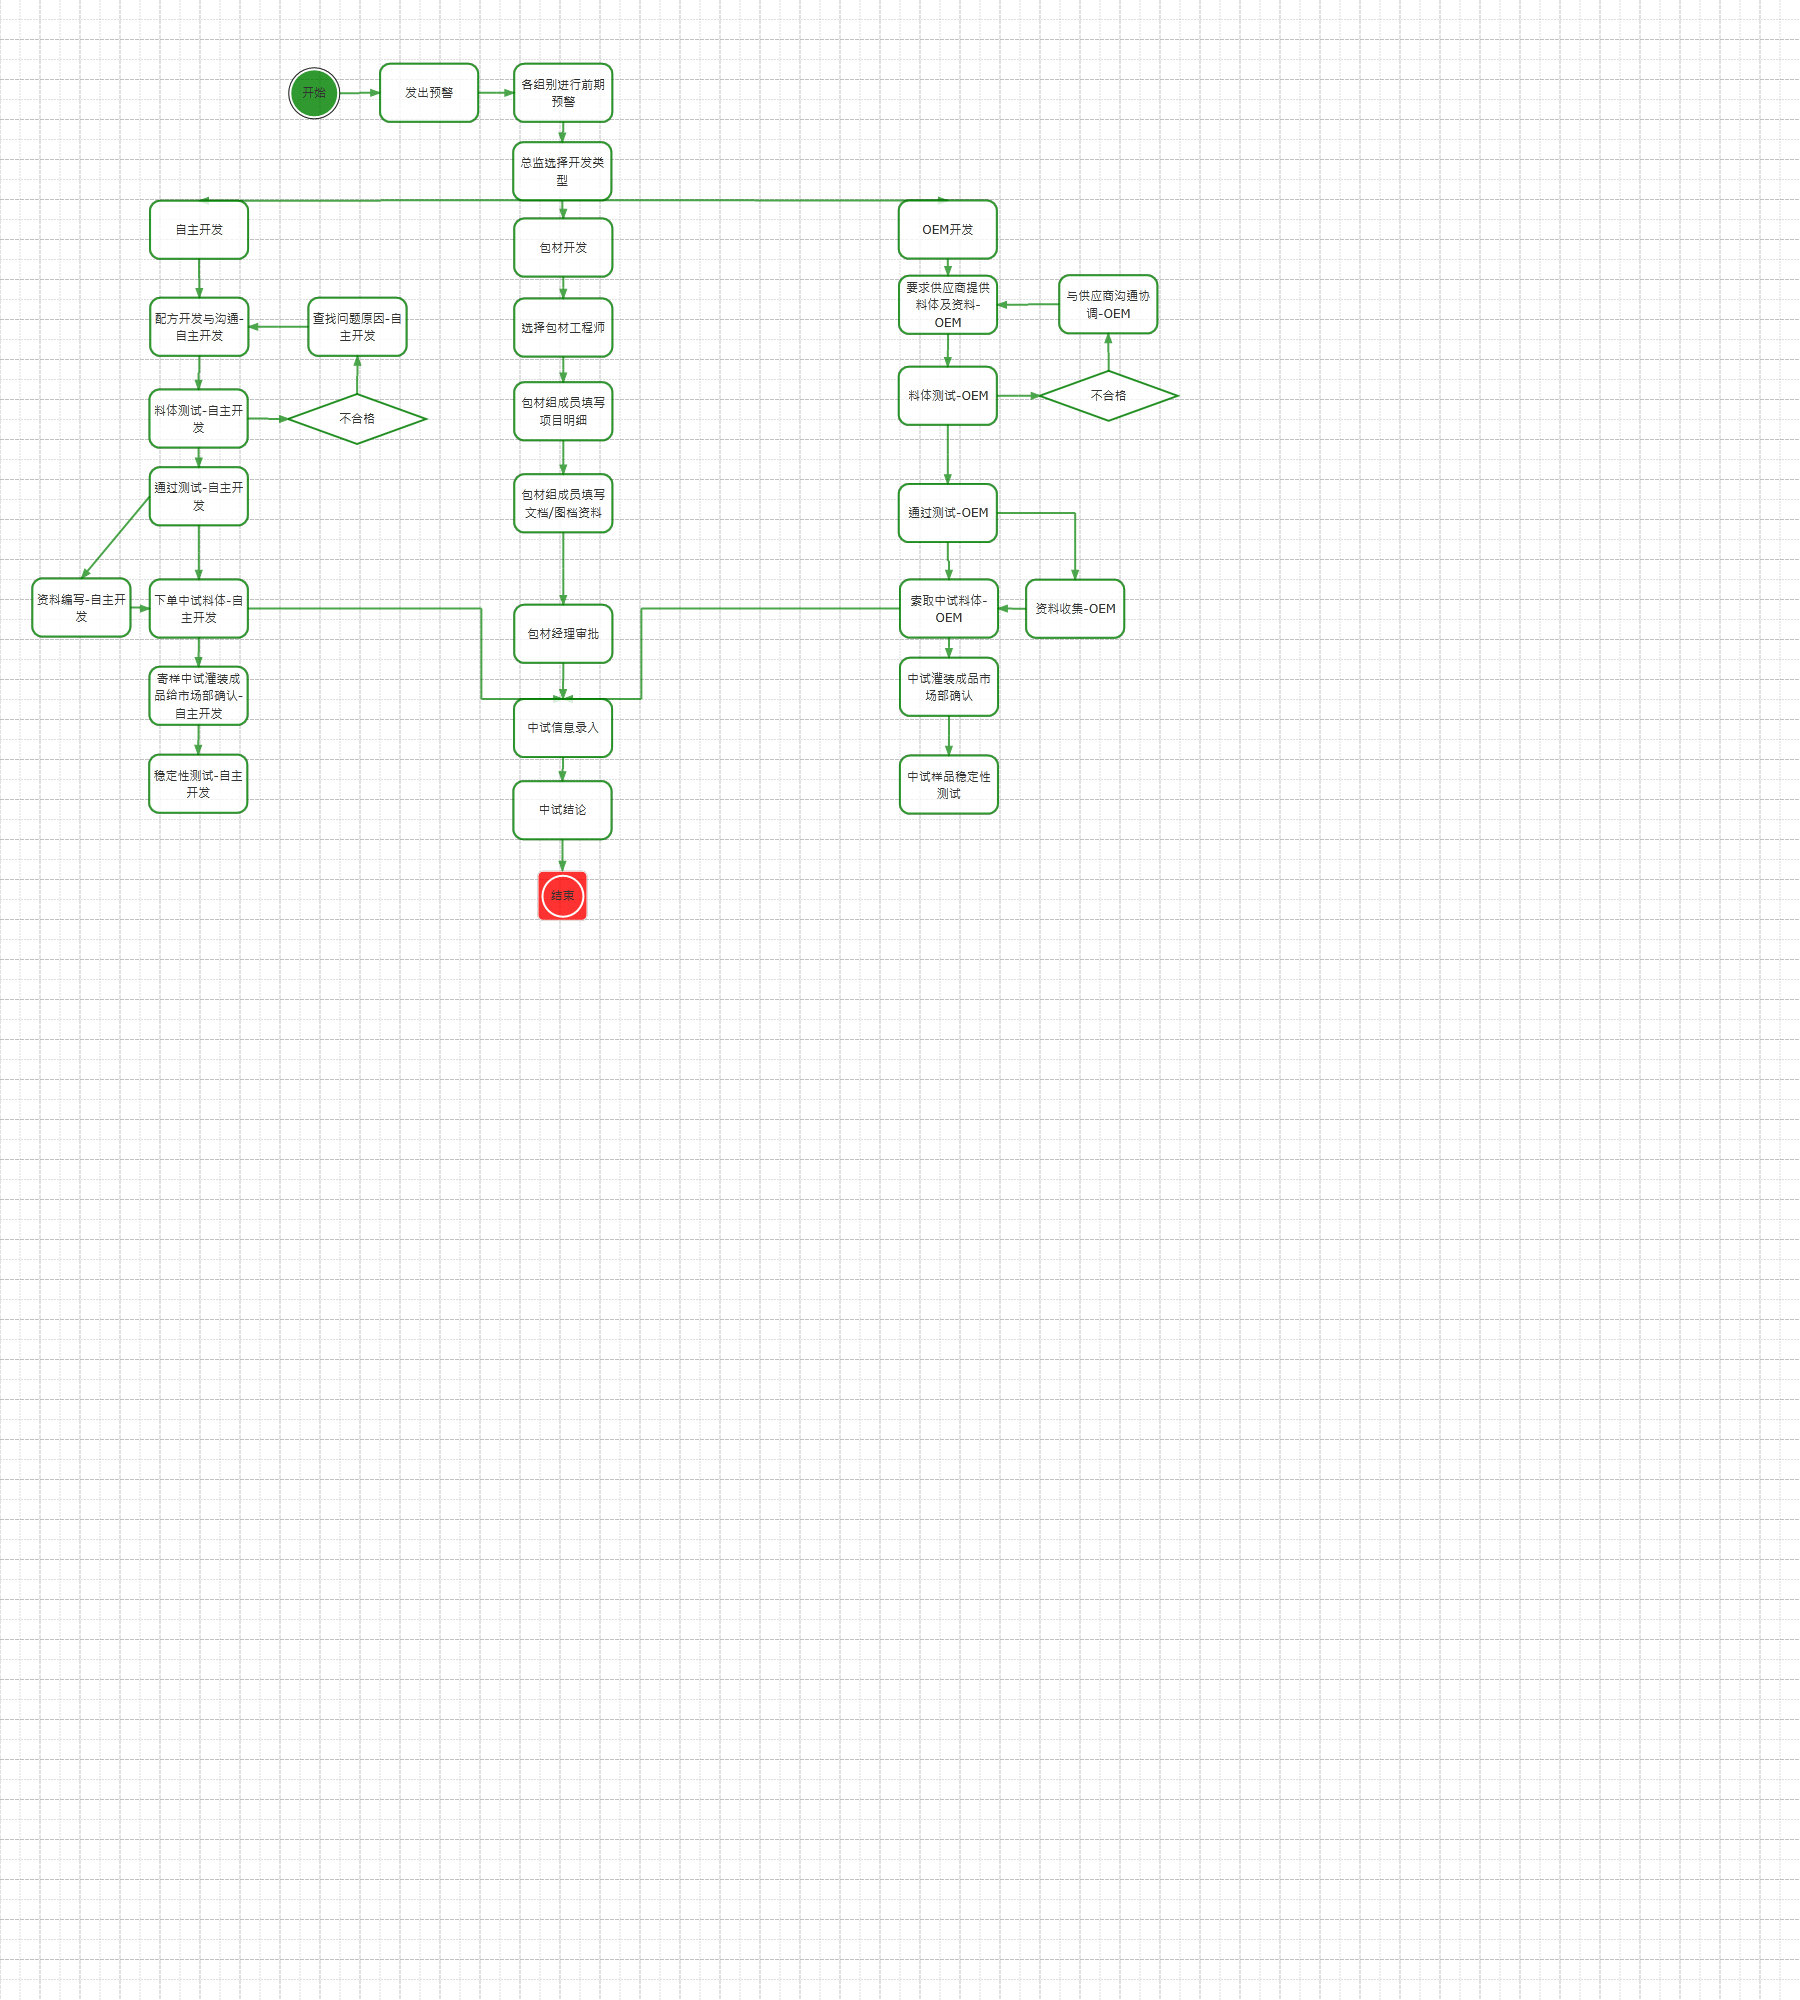 开始
发出预警
各组别进行前期
预警
总监选择开发类
型
自主开发
包材开发
OEM开发
配方开发与沟通-
自主开发
查找问题原因-自
主开发
选择包材工程师
要求供应商提供
料体及资料-
OEM
与供应商沟通协
调-OEM
料体测试-自主开
发
不合格
包材组成员填写
项目明细
料体测试-OEM
不合格
通过测试-自主开
发
包材组成员填写
文档/图档资料
通过测试-OEM
资料编写-自主开
发
下单中试料体-自
主开发
包材经理审批
索取中试料体-
OEM
资料收集-OEM
寄样中试灌装成
品给市场部确认-
自主开发
中试信息录入
中试灌装成品市
场部确认
稳定性测试-自主
开发
中试结论
中试样品稳定性
测试
结束